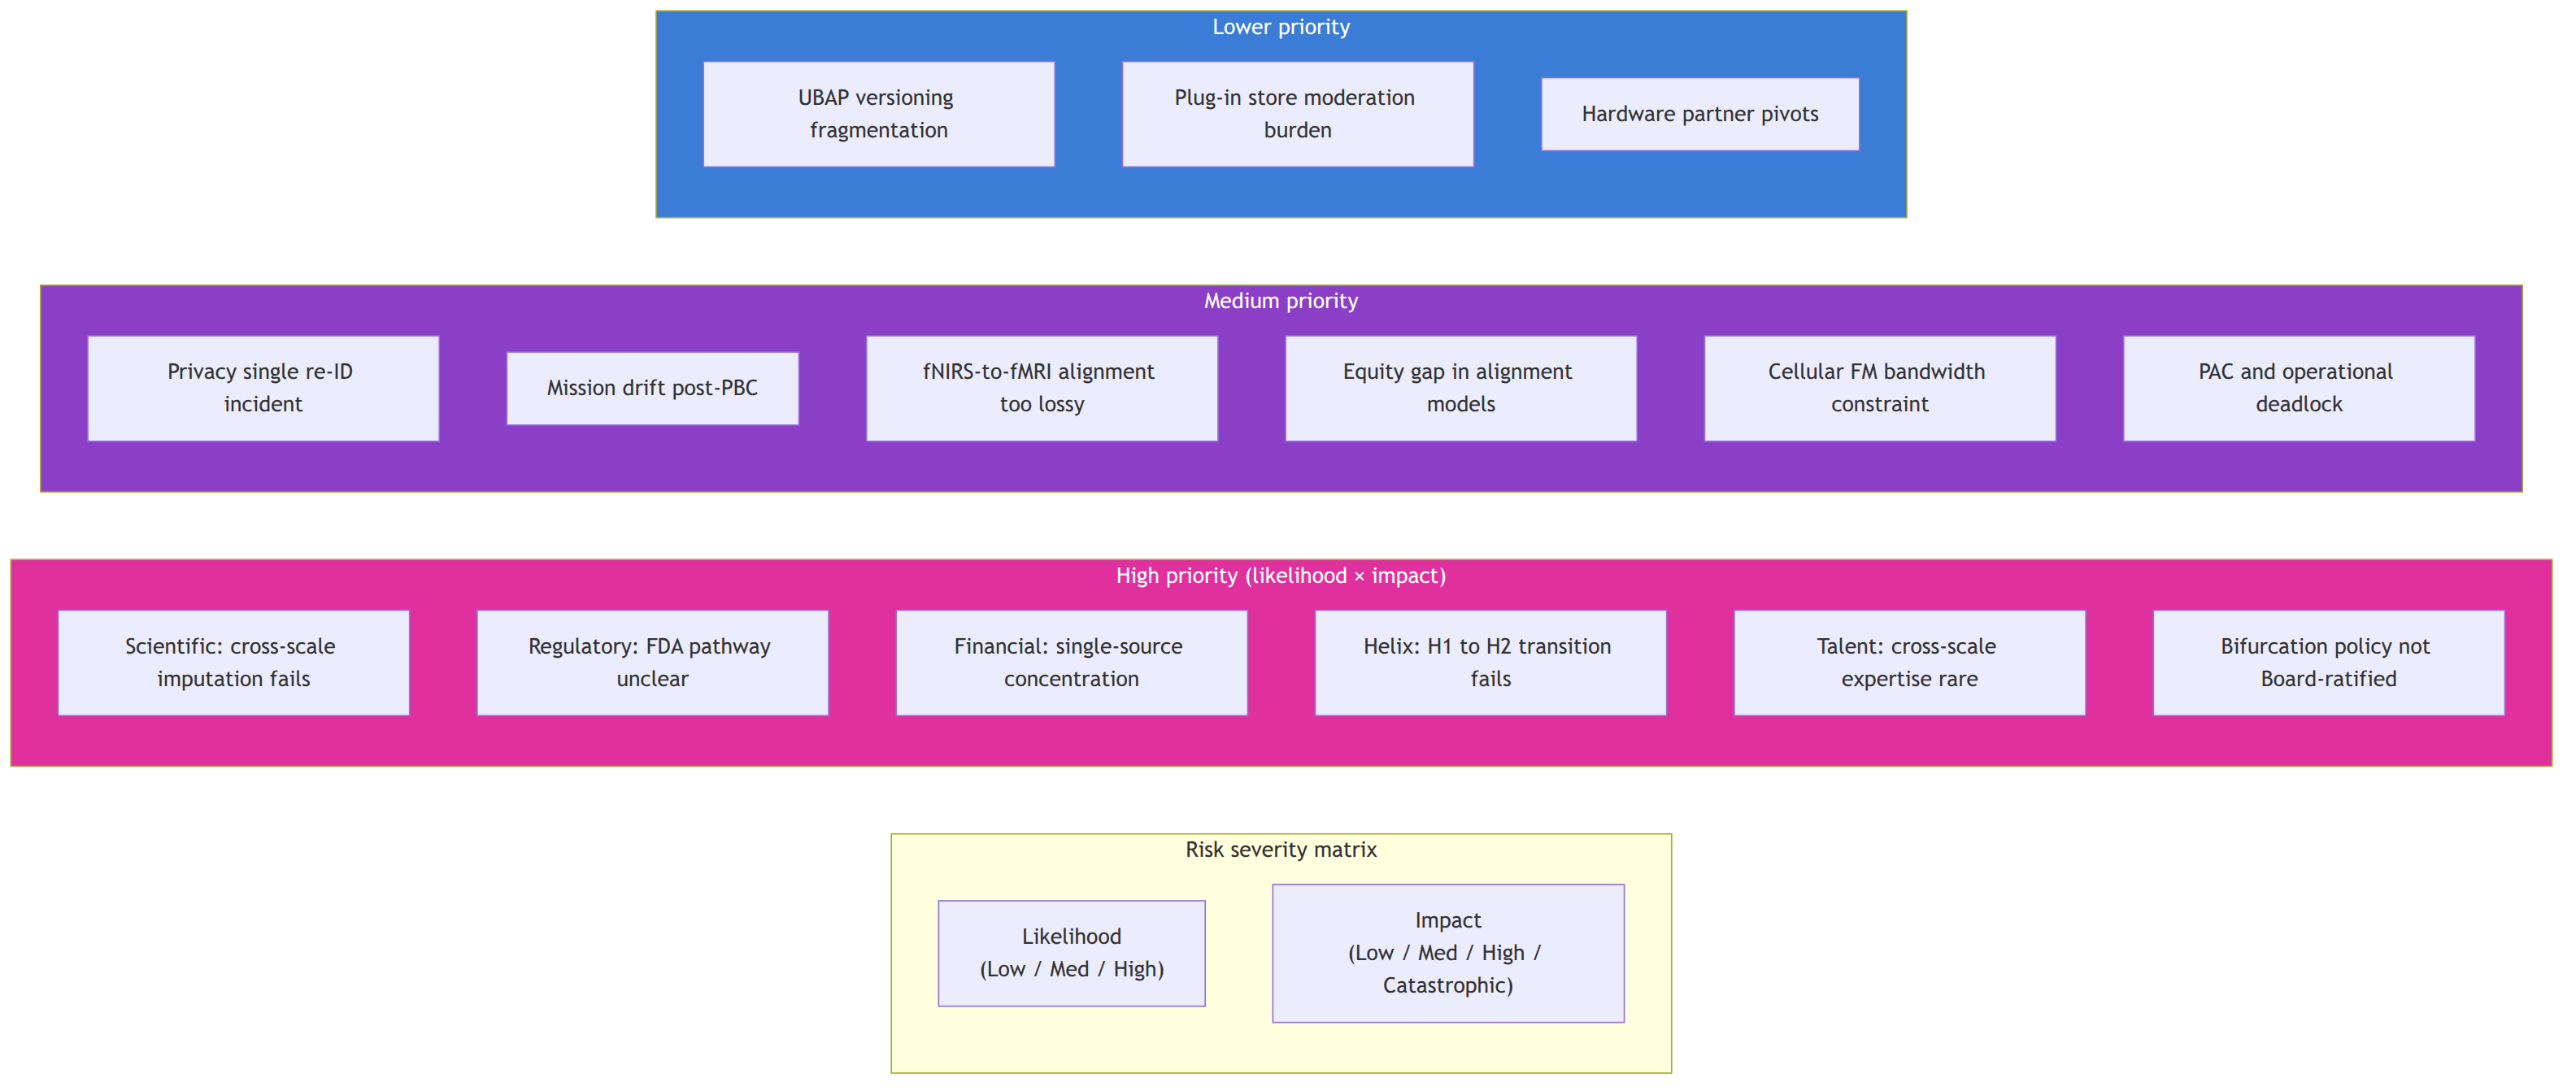 Lower priority
UBAP versioning
fragmentation
Plug-in store moderation
burden
Hardware partner pivots
Medium priority
Privacy single re-ID
incident
Mission drift post-PBC
fNIRS-to-fMRI alignment
too lossy
Equity gap in alignment
models
Cellular FM bandwidth
constraint
PAC and operational
deadlock
High priority (likelihood × impact)
Scientific: cross-scale
imputation fails
Regulatory: FDA pathway
unclear
Financial: single-source
concentration
Helix: H1 to H2 transition
fails
Talent: cross-scale
expertise rare
Bifurcation policy not
Board-ratified
Risk severity matrix
Likelihood
(Low / Med / High)
Impact
(Low / Med / High /
Catastrophic)